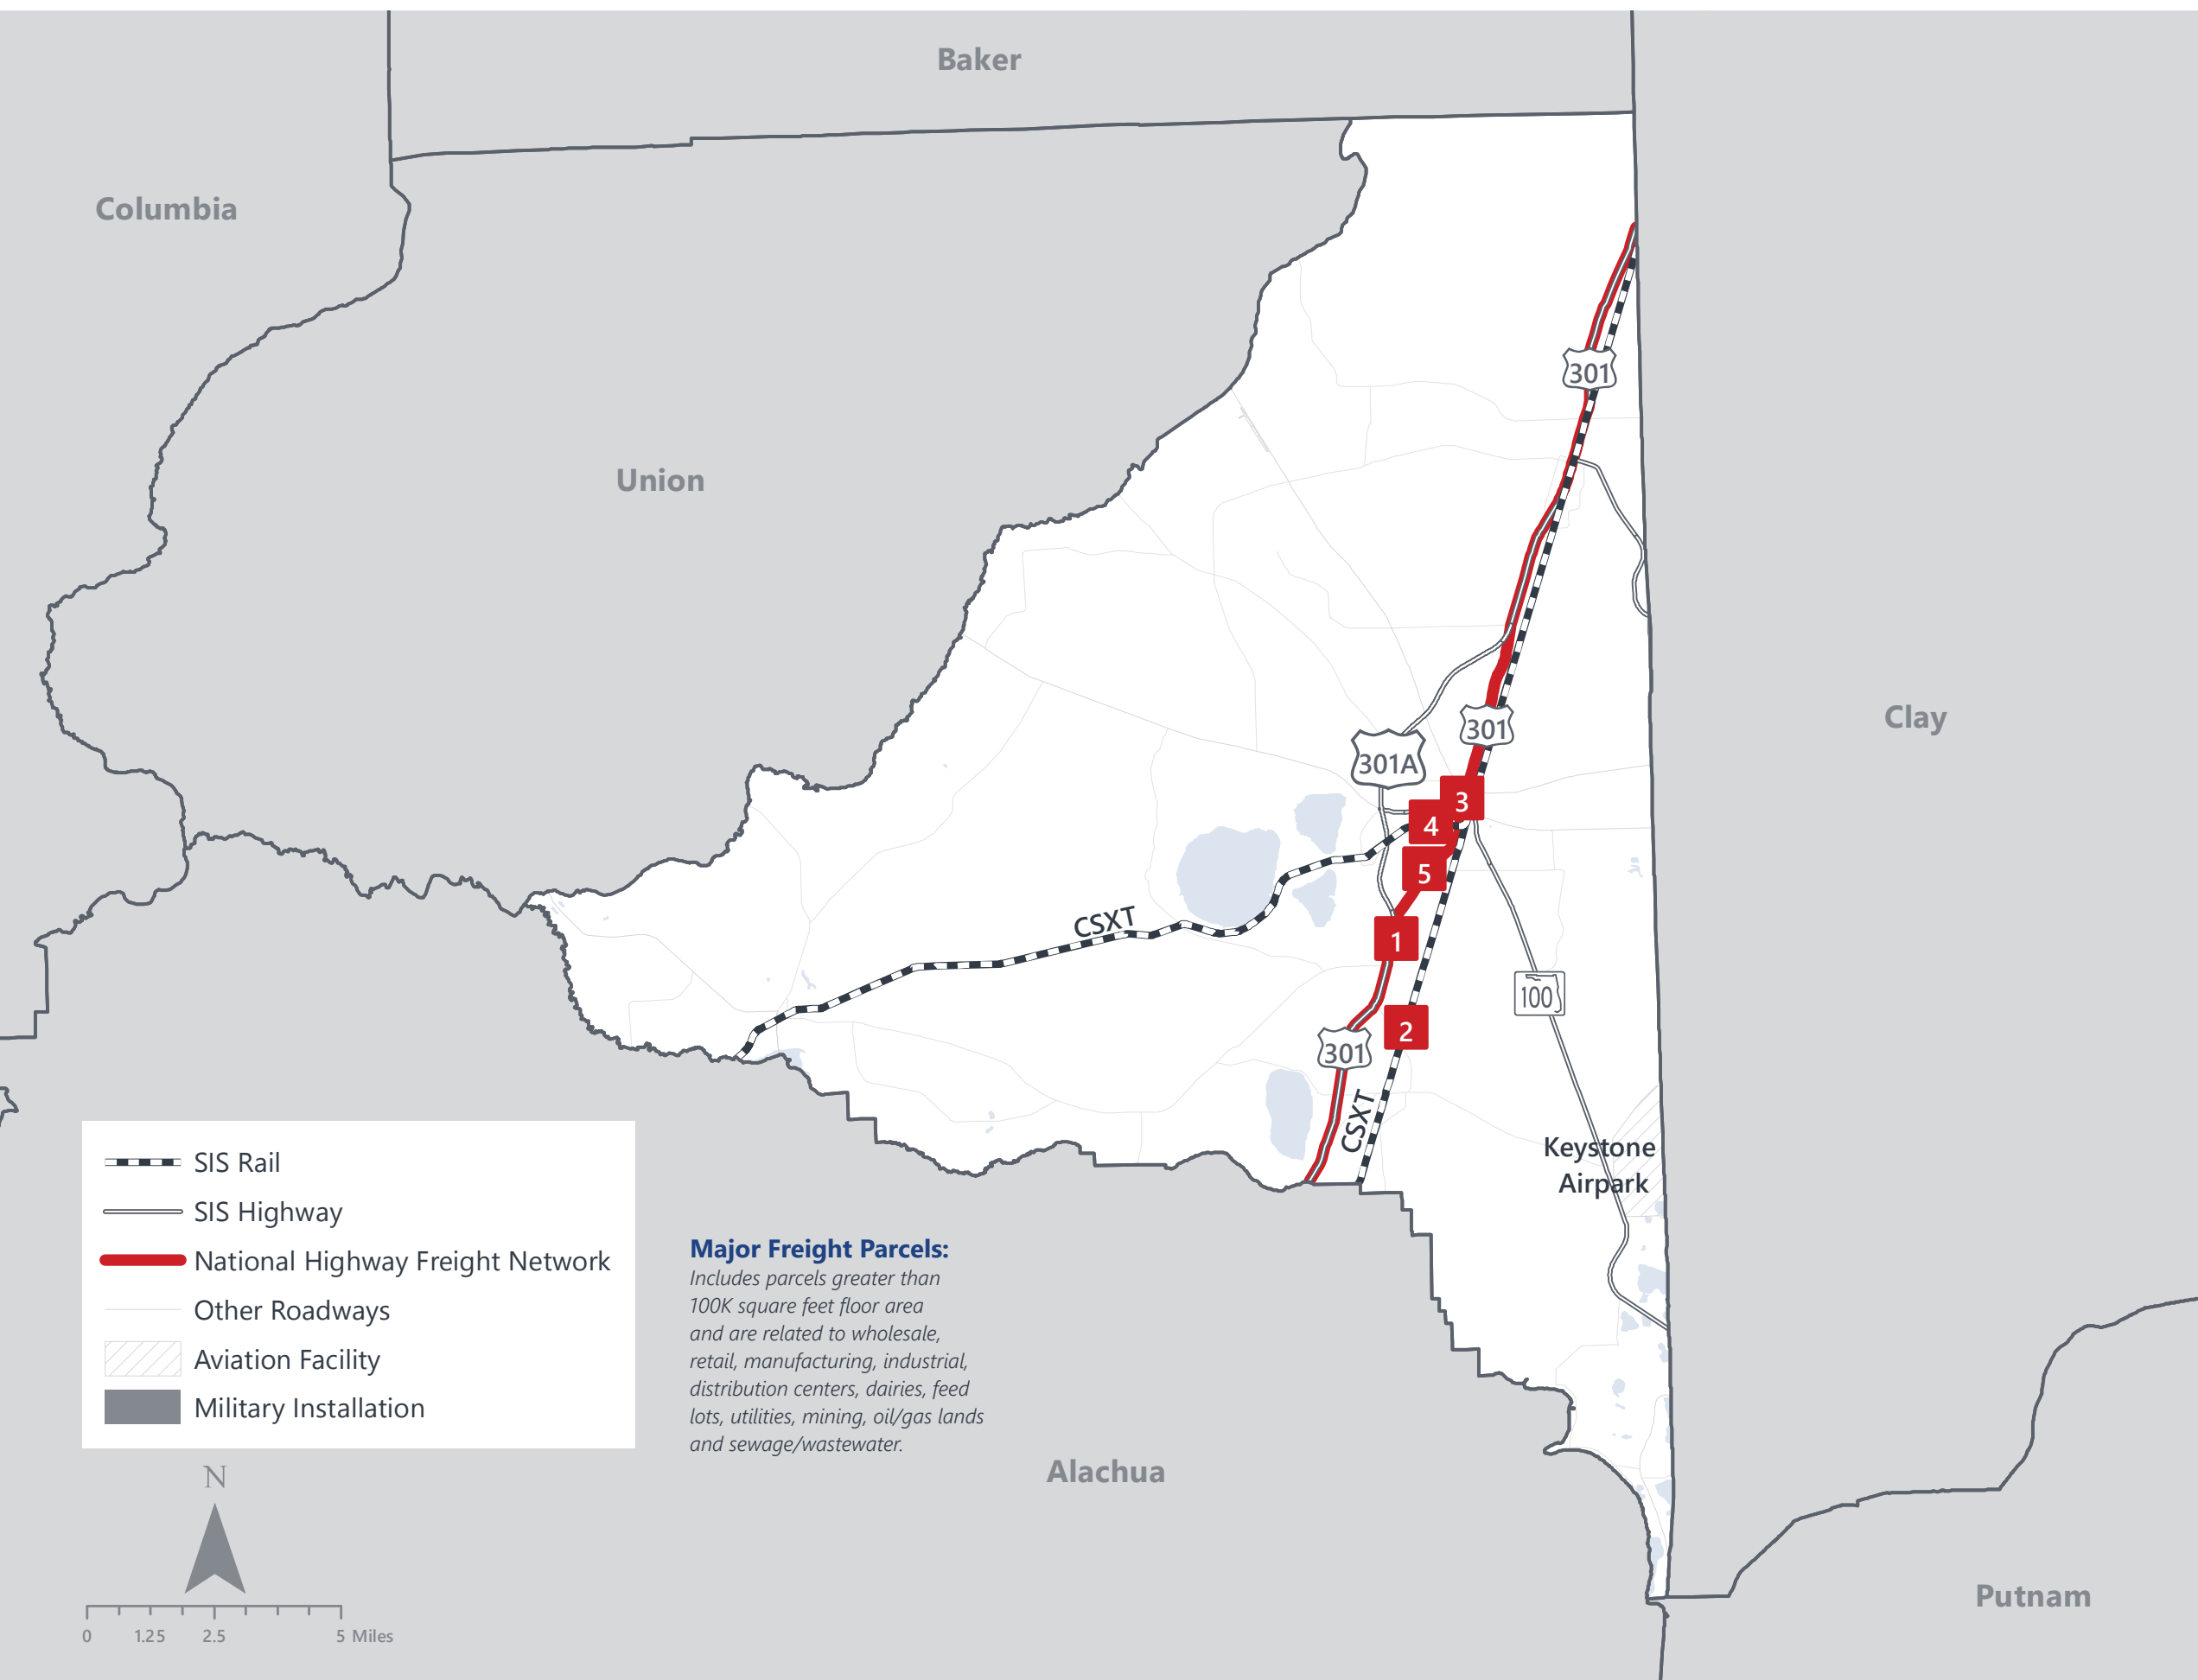 Baker
Columbia
301
Union
Clay
301
301A
3
4
5
CSXT
1
100
2
301
CSXT
Keystone
Airpark
SIS Rail
SIS Highway
National Highway Freight Network
Other Roadways
Aviation Facility
Military Installation
Major Freight Parcels:
Includes parcels greater than
100K square feet floor area
and are related to wholesale,
retail, manufacturing, industrial,
distribution centers, dairies, feed
lots, utilities, mining, oil/gas lands
and sewage/wastewater.
Alachua
N
Putnam
0 1.25 2.5 5 Miles